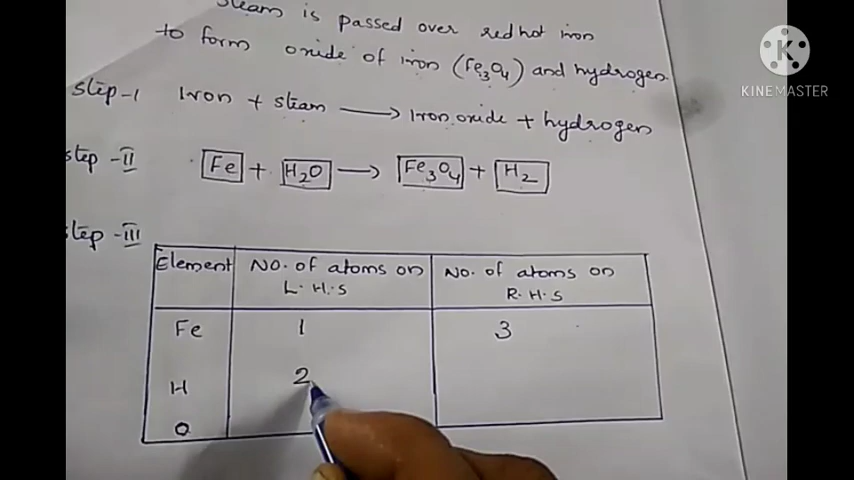 Steam is passed over redhot iron
to form oxide of iron (Fe3O4) and hydrogen.
Step-1 Iron + steam → Iron oxide + hydrogen
Step-II Fe + H2O → Fe3O4 + H2
Step-III
Element No. of atoms on L.H.S No. of atoms on R.H.S
Fe 1 3
H 2
O
KINEMASTER